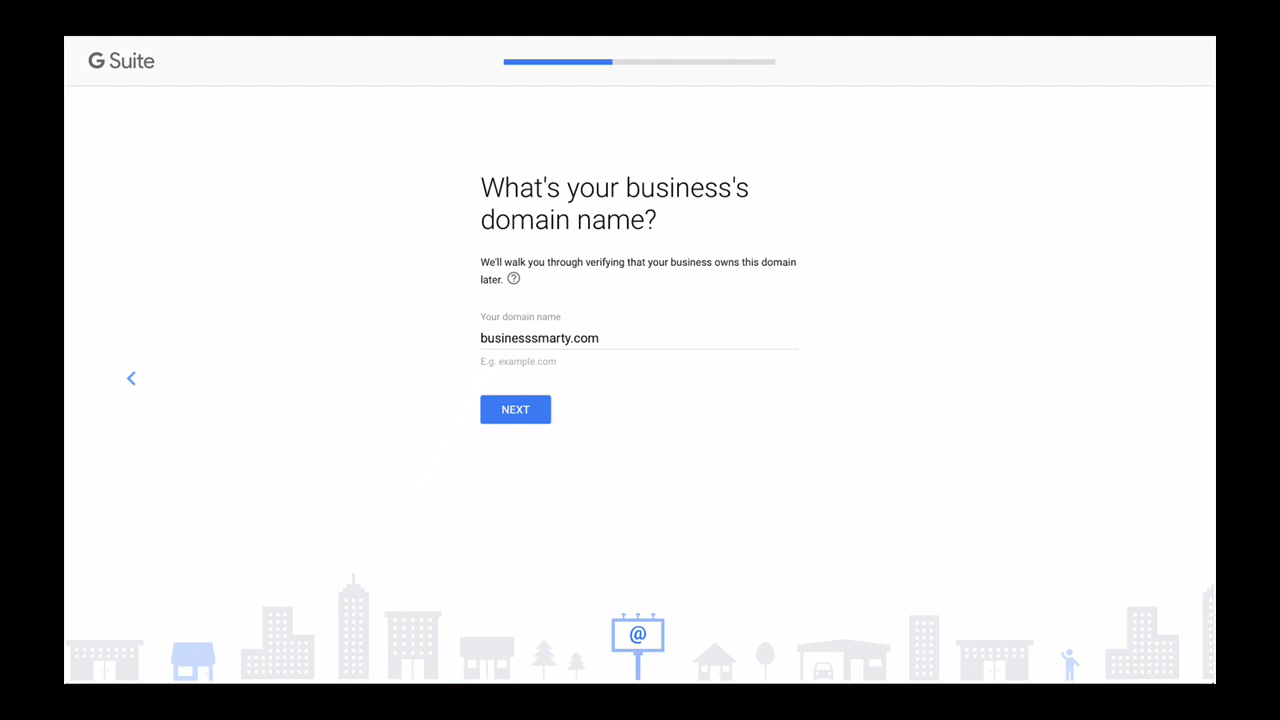 G Suite
What's your business's
domain name?
We'll walk you through verifying that your business owns this domain
later. ?
Your domain name
businesssmarty.com
E.g. example.com
NEXT
@